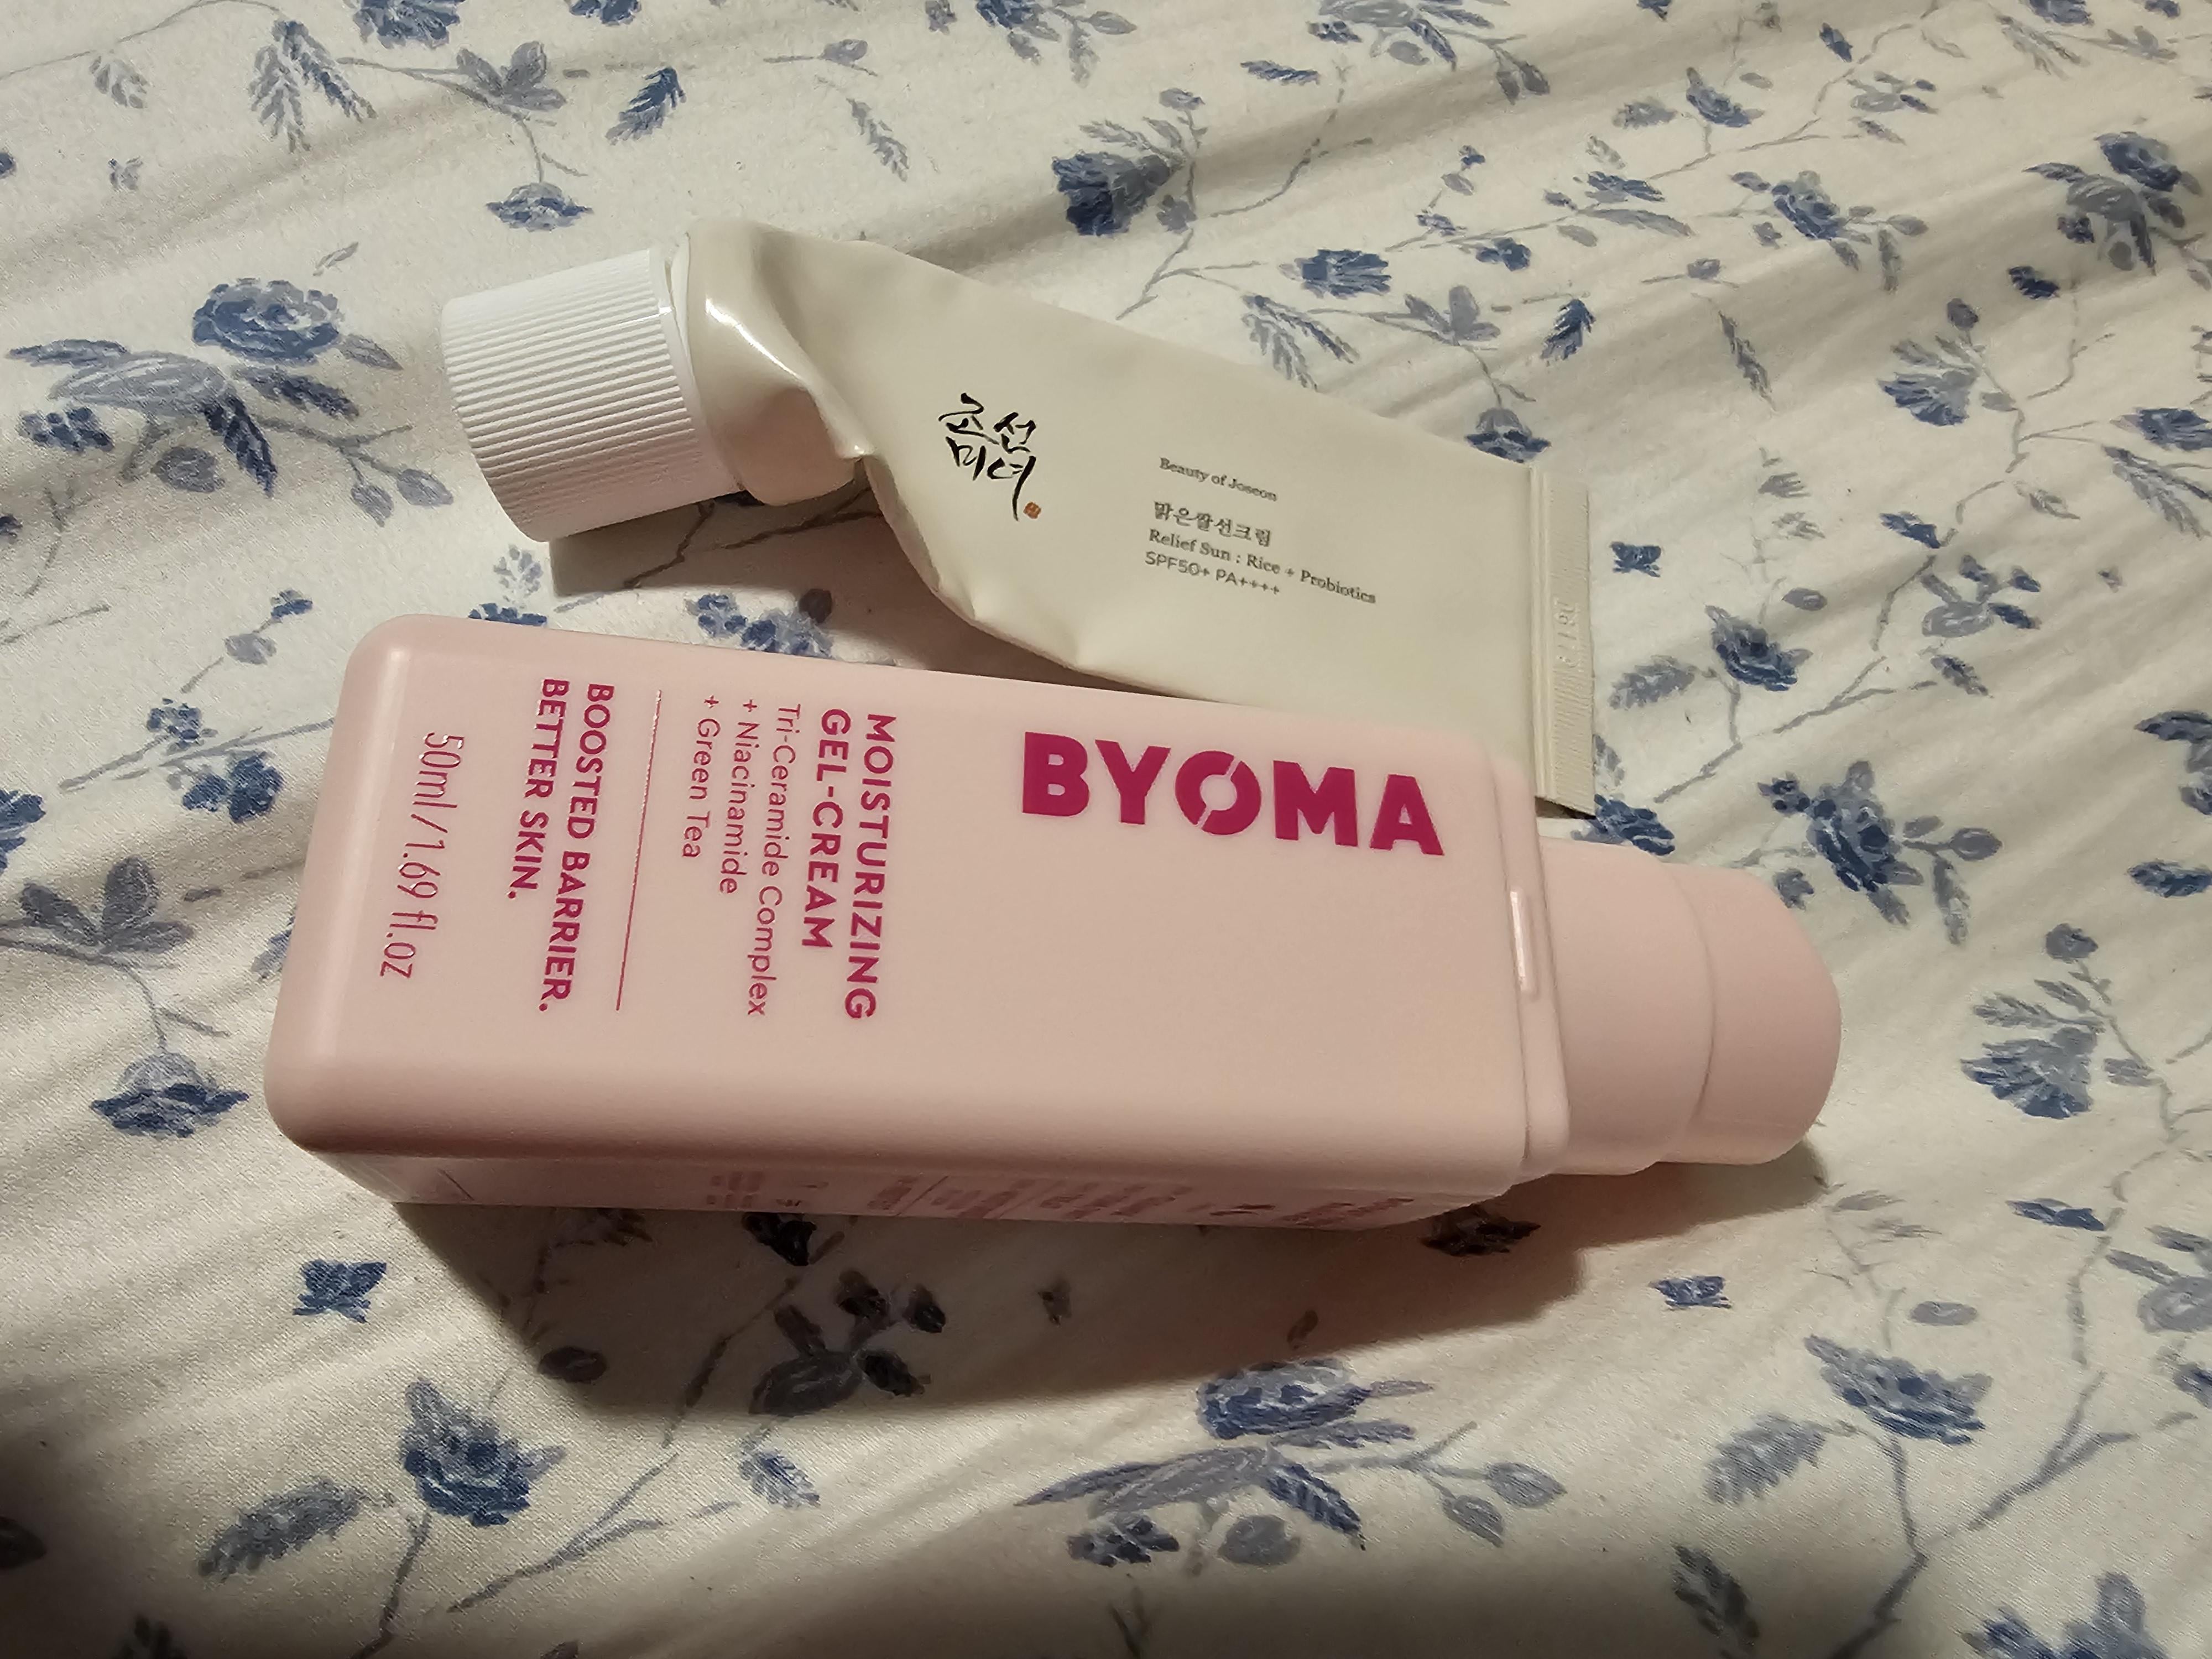 조선
미녀
Beauty of Joseon
맑은쌀선크림
Relief Sun : Rice + Probiotics
SPF50+ PA++++
BYOMA
MOISTURIZING
GEL-CREAM
Tri-Ceramide Complex
+ Niacinamide
+ Green Tea
BOOSTED BARRIER.
BETTER SKIN.
50ml/1.69 fl.oz